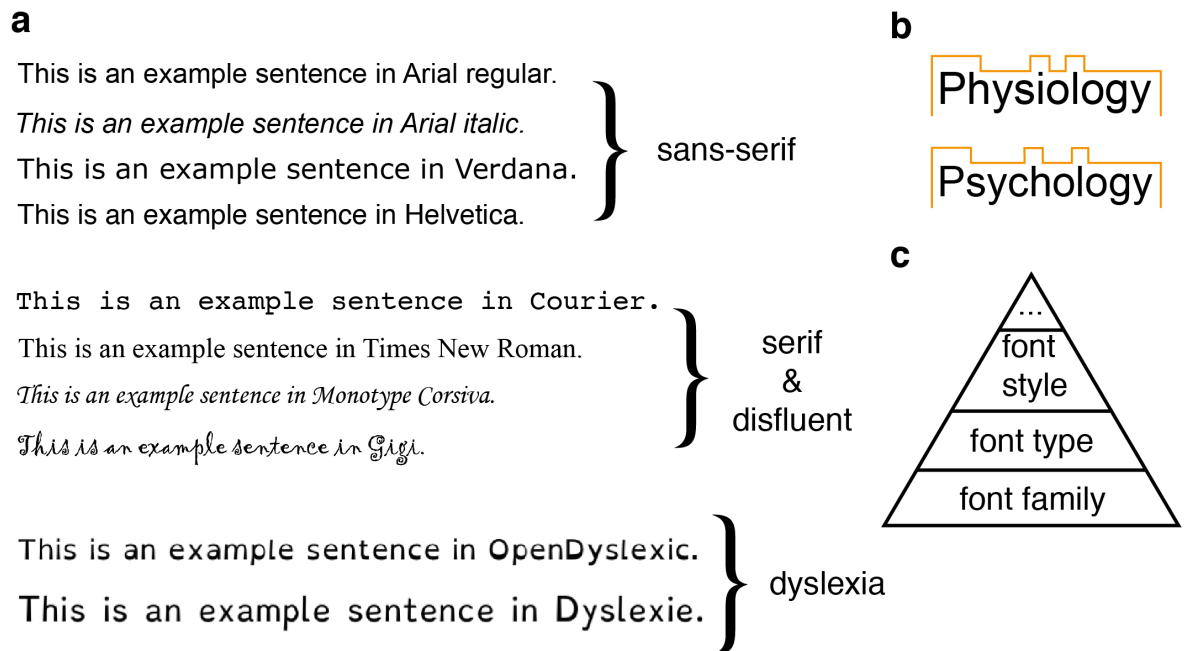 a
This is an example sentence in Arial regular.
This is an example sentence in Arial italic.
This is an example sentence in Verdana.
This is an example sentence in Helvetica.
sans-serif
This is an example sentence in Courier.
This is an example sentence in Times New Roman.
This is an example sentence in Monotype Corsiva.
This is an example sentence in Gigi.
serif
&
disfluent
This is an example sentence in OpenDyslexic.
This is an example sentence in Dyslexie.
dyslexia
b
Physiology
Psychology
c
...
font
style
font type
font family